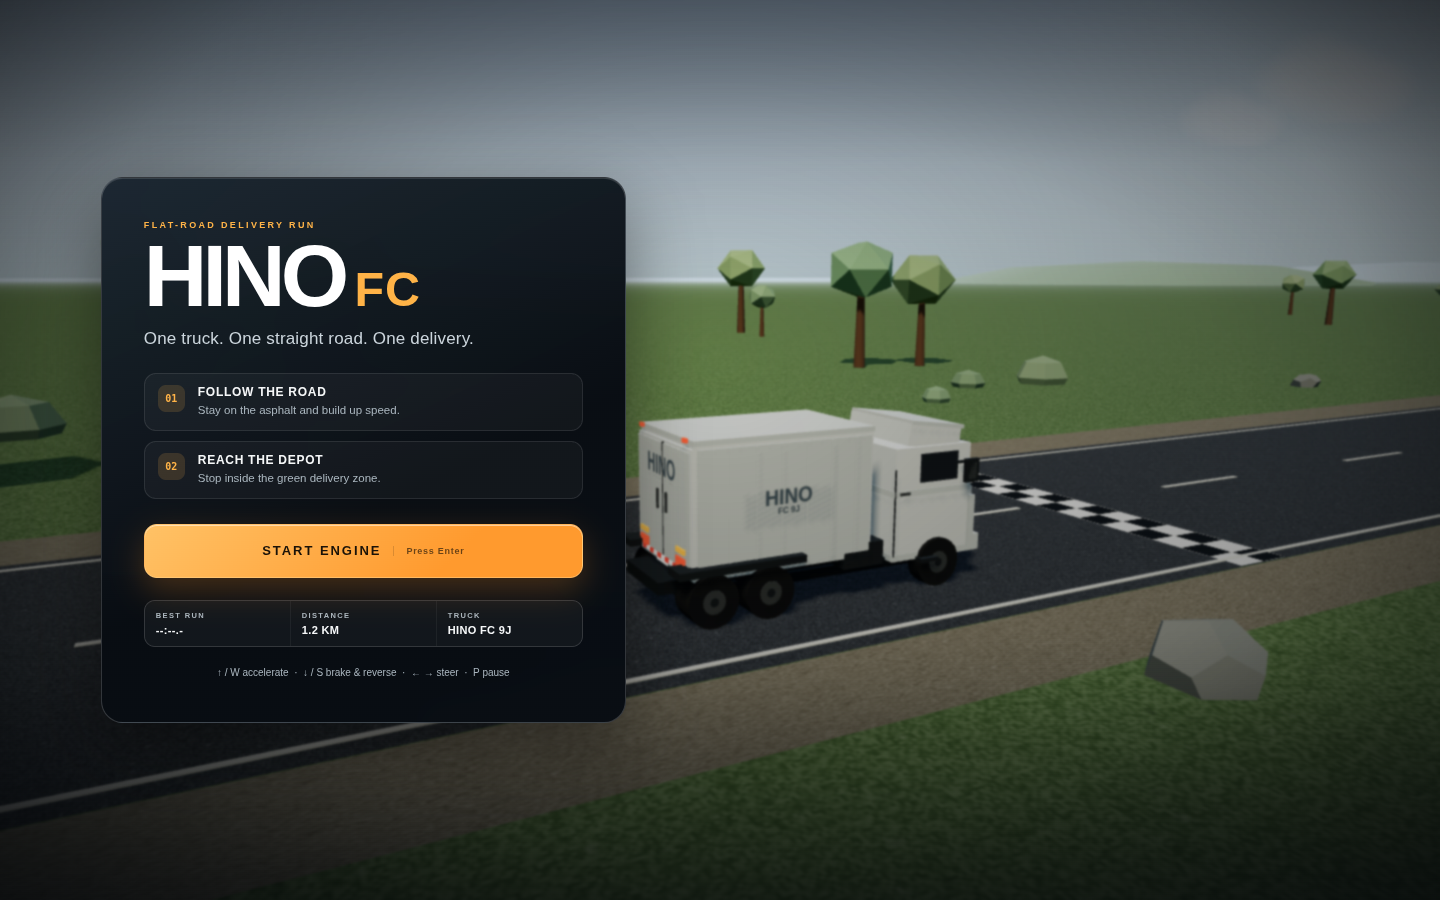 FLAT-ROAD DELIVERY RUN
HINO FC
One truck. One straight road. One delivery.
01 FOLLOW THE ROAD
Stay on the asphalt and build up speed.
02 REACH THE DEPOT
Stop inside the green delivery zone.
START ENGINE Press Enter
BEST RUN DISTANCE TRUCK
--:--.- 1.2 KM HINO FC 9J
↑ / W accelerate · ↓ / S brake & reverse · ← → steer · P pause
HINO
HINO
FC 9J